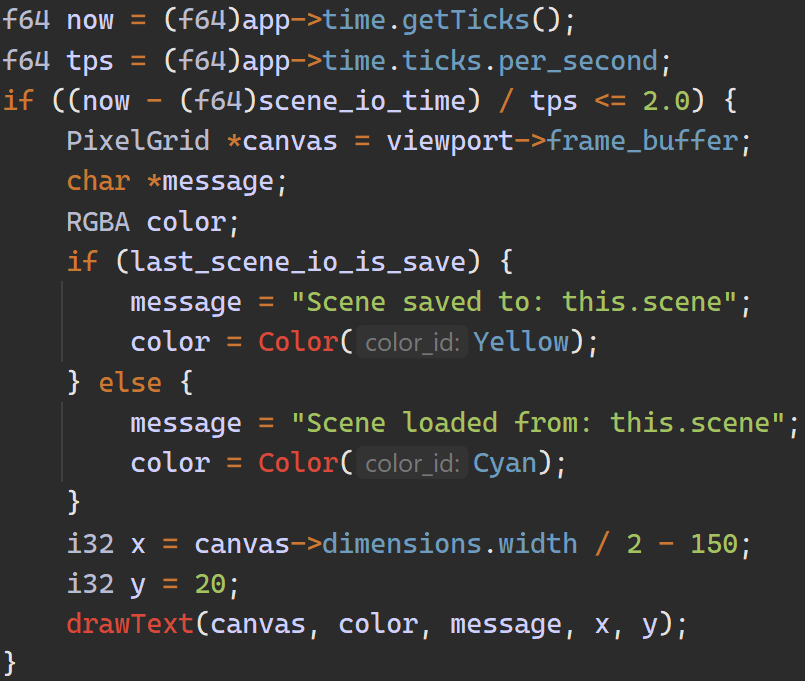 f64 now = (f64)app->time.getTicks();
f64 tps = (f64)app->time.ticks.per_second;
if ((now - (f64)scene_io_time) / tps <= 2.0) {
    PixelGrid *canvas = viewport->frame_buffer;
    char *message;
    RGBA color;
    if (last_scene_io_is_save) {
        message = "Scene saved to: this.scene";
        color = Color( color_id: Yellow);
    } else {
        message = "Scene loaded from: this.scene";
        color = Color( color_id: Cyan);
    }
    i32 x = canvas->dimensions.width / 2 - 150;
    i32 y = 20;
    drawText(canvas, color, message, x, y);
}